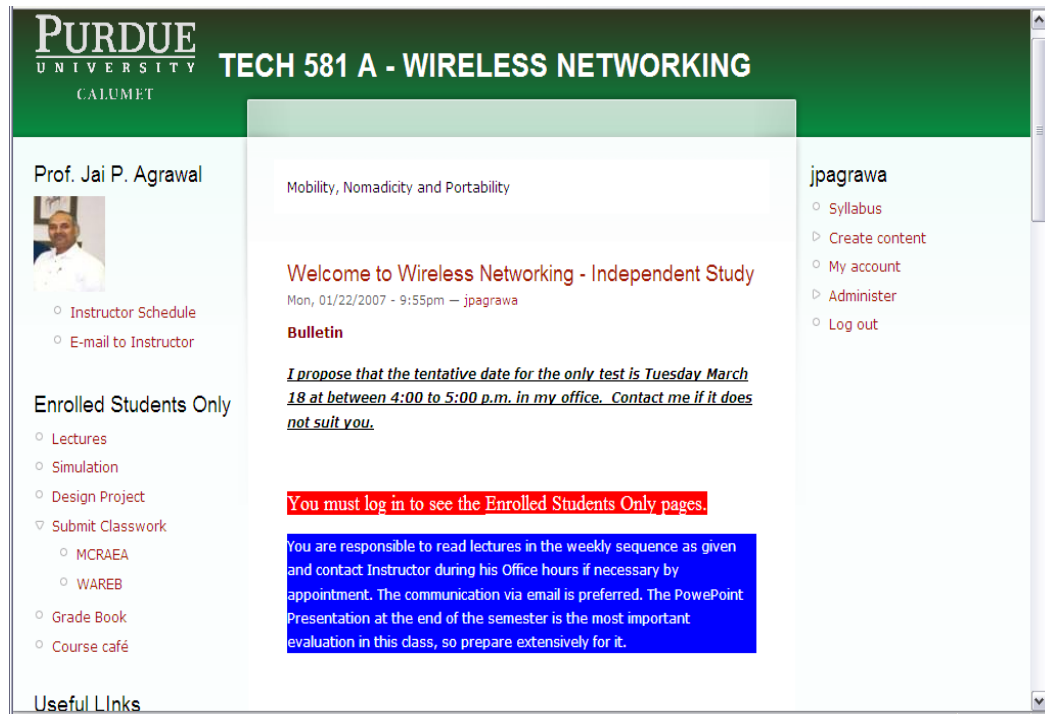 PURDUE
UNIVERSITY
CALUMET
TECH 581 A - WIRELESS NETWORKING
Prof. Jai P. Agrawal
Instructor Schedule
E-mail to Instructor
Enrolled Students Only
Lectures
Simulation
Design Project
Submit Classwork
MCRAEA
WAREB
Grade Book
Course café
Useful LInks
Mobility, Nomadicity and Portability
Welcome to Wireless Networking - Independent Study
Mon, 01/22/2007 - 9:55pm — jpagrawa
Bulletin
I propose that the tentative date for the only test is Tuesday March
18 at between 4:00 to 5:00 p.m. in my office.  Contact me if it does
not suit you.
You must log in to see the Enrolled Students Only pages.
You are responsible to read lectures in the weekly sequence as given
and contact Instructor during his Office hours if necessary by
appointment. The communication via email is preferred. The PowePoint
Presentation at the end of the semester is the most important
evaluation in this class, so prepare extensively for it.
jpagrawa
Syllabus
Create content
My account
Administer
Log out